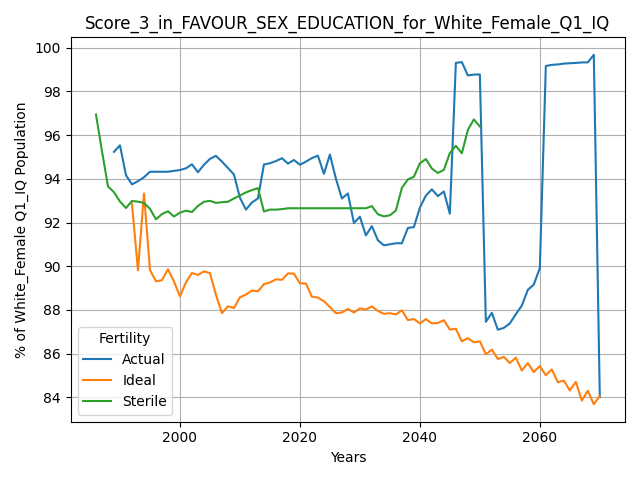 Score_3_in_FAVOUR_SEX_EDUCATION_for_White_Female_Q1_IQ
% of White_Female Q1_IQ Population
100
98
96
94
92
90
88
86
84
Fertility
Actual
Ideal
Sterile
2000 2020 2040 2060
Years